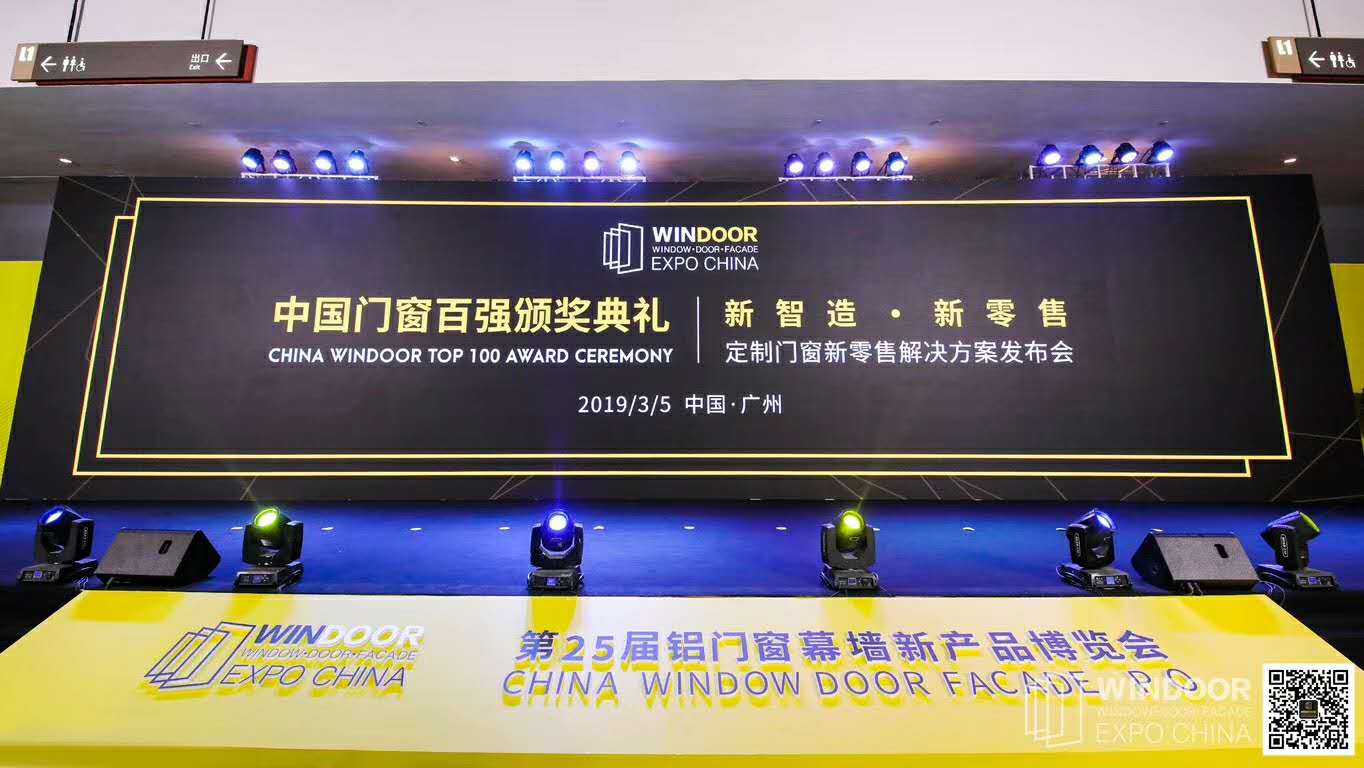 L1
出口
Exit
L1
WINDOOR
WINDOW·DOOR·FACADE
EXPO CHINA
中国门窗百强颁奖典礼
CHINA WINDOOR TOP 100 AWARD CEREMONY
新智造·新零售
定制门窗新零售解决方案发布会
2019/3/5 中国·广州
WINDOOR
WINDOW·DOOR·FACADE
EXPO CHINA
第25届铝门窗幕墙新产品博览会
CHINA WINDOW DOOR FACADE
WINDOOR
WINDOW·DOOR·FACADE
EXPO CHINA